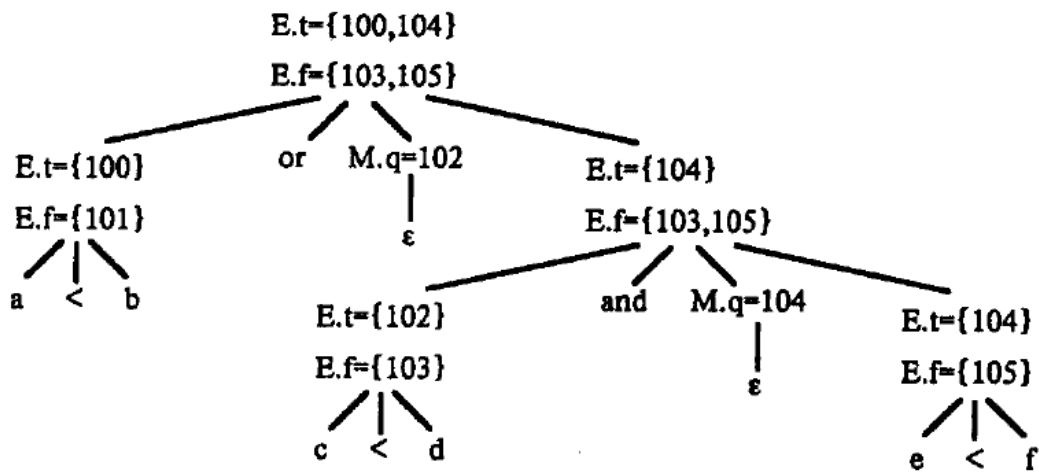 E.t={100,104}
E.f={103,105}
E.t={100}
or
M.q=102
E.t={104}
E.f={101}
ε
E.f={103,105}
a < b
E.t={102}
and
M.q=104
E.t={104}
E.f={103}
ε
E.f={105}
c < d
e < f